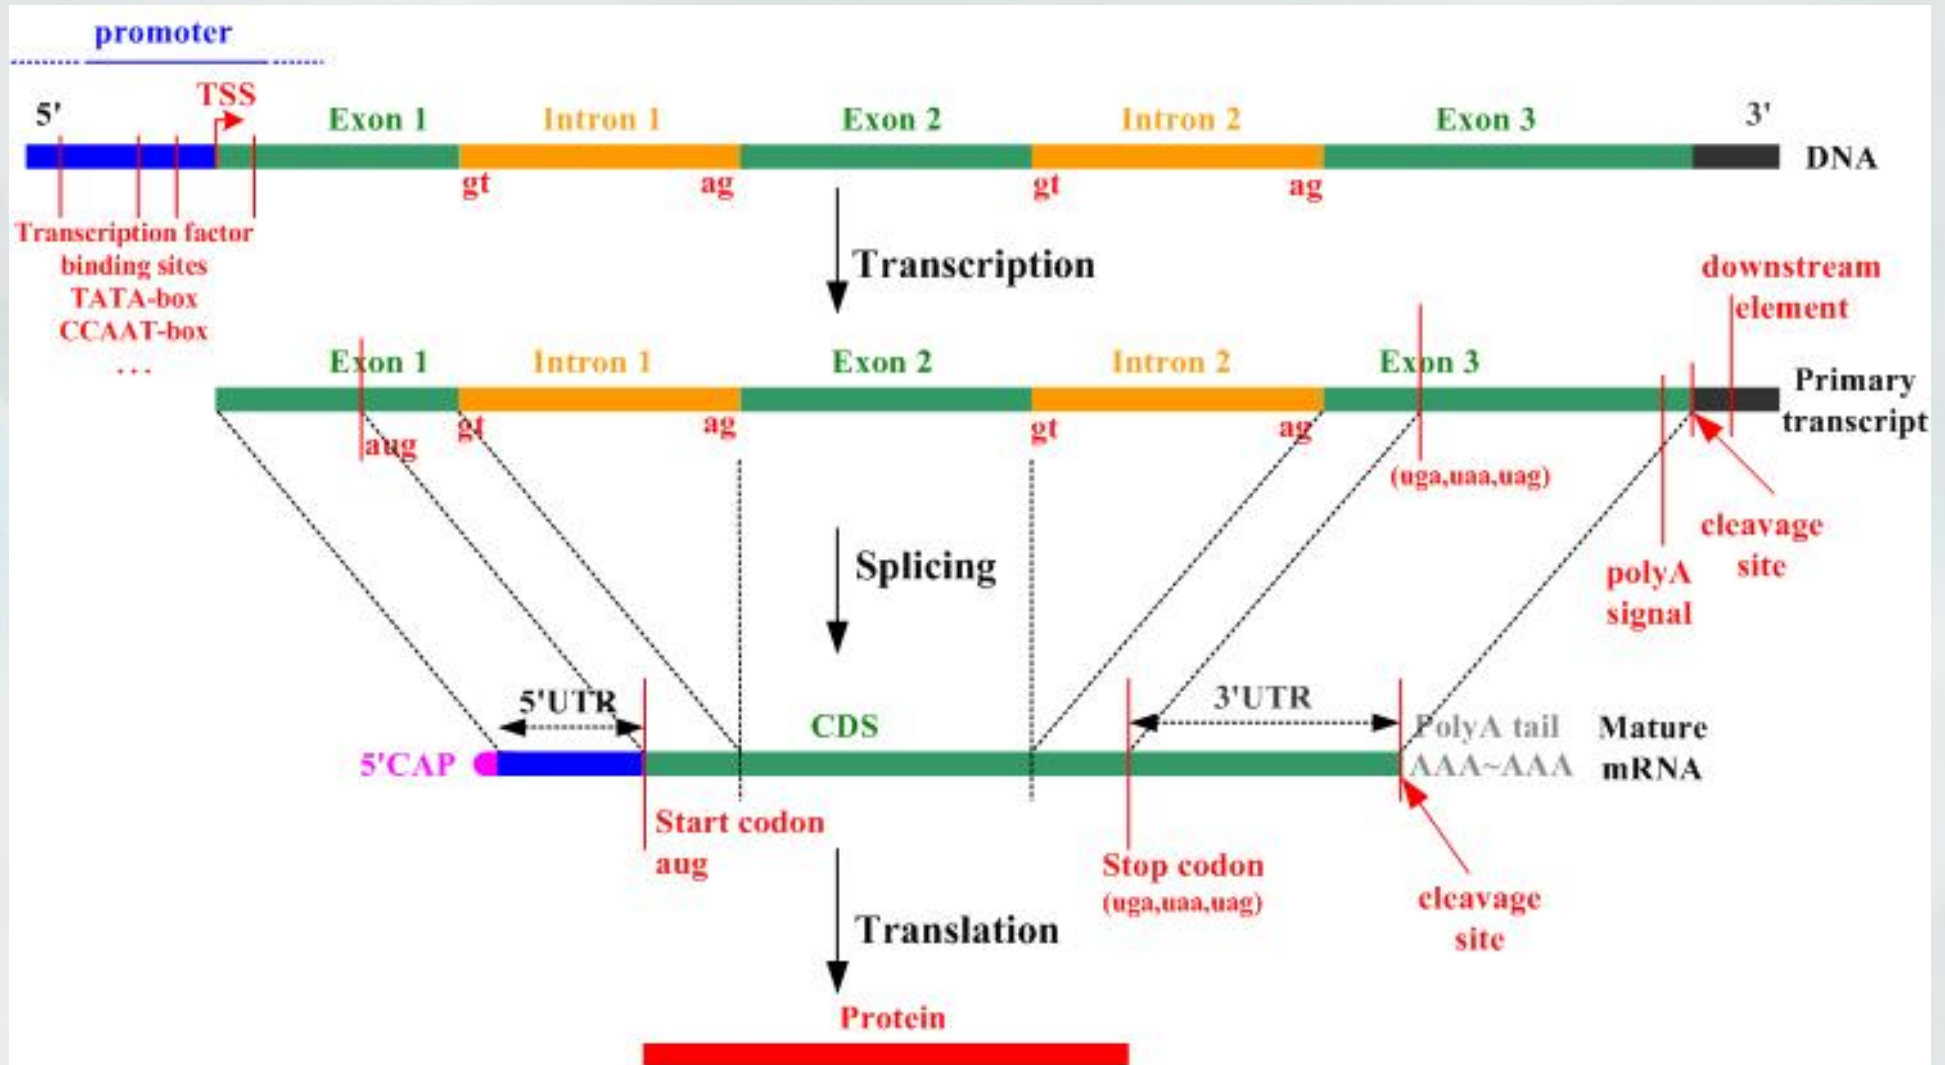 promoter
TSS
5'
Exon 1
Intron 1
Exon 2
Intron 2
Exon 3
3'
DNA
gt
ag
gt
ag
Transcription factor
binding sites
TATA-box
CCAAT-box
...
Transcription
downstream
element
Exon 1
Intron 1
Exon 2
Intron 2
Exon 3
Primary
transcript
aug
gt
ag
gt
ag
(uga,uaa,uag)
cleavage
site
polyA
signal
Splicing
5'UTR
CDS
3'UTR
PolyA tail
AAA~AAA
Mature
mRNA
5'CAP
Start codon
aug
Stop codon
(uga,uaa,uag)
cleavage
site
Translation
Protein